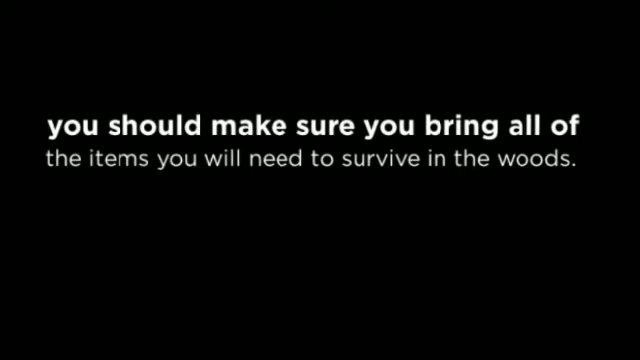 you should make sure you bring all of
the items you will need to survive in the woods.